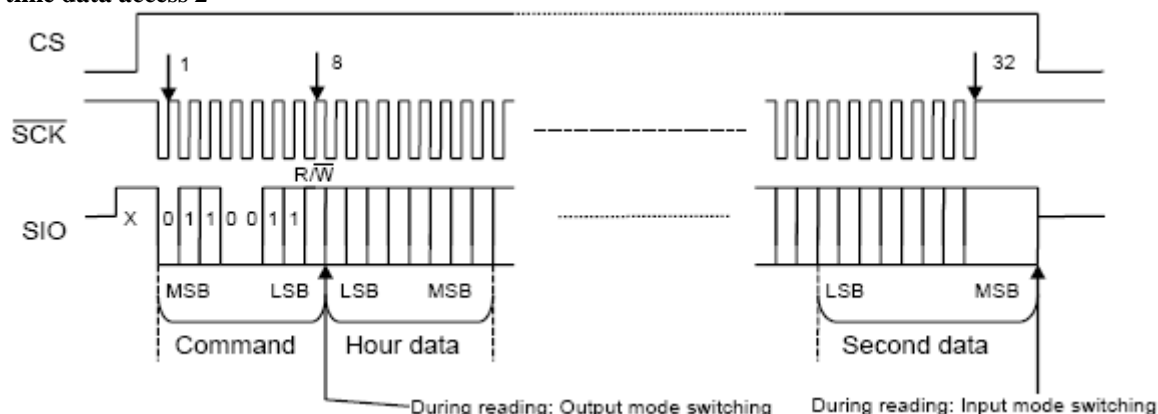 time data access 2
CS
1
8
32
SCK
R/W
SIO
X 0 1 1 0 0 1 1
MSB LSB LSB MSB LSB MSB
Command Hour data Second data
During reading: Output mode switching During reading: Input mode switching